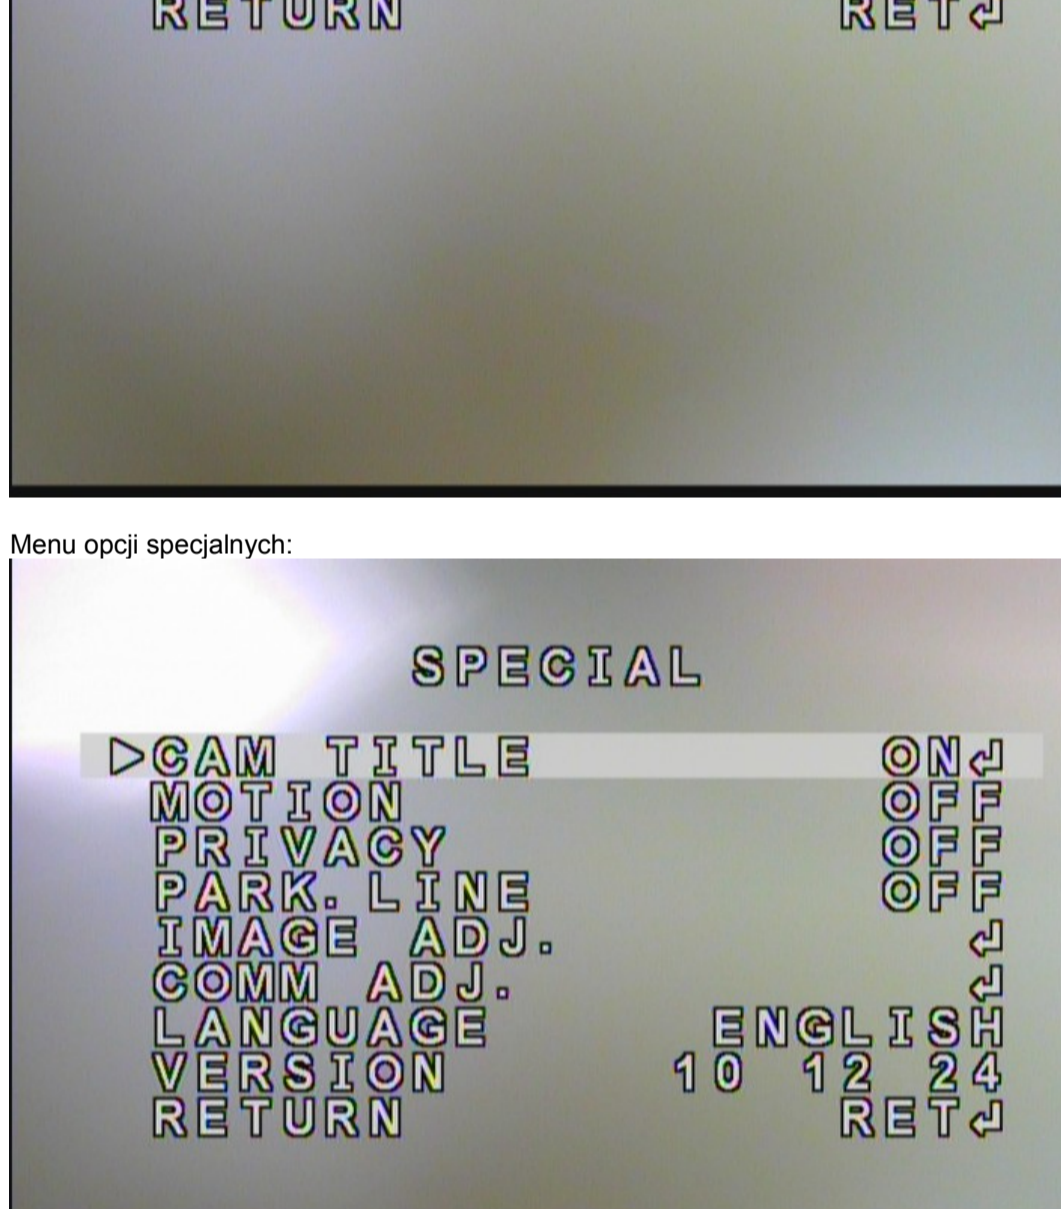 RETURN RET↲
Menu opcji specjalnych:
SPECIAL
▷CAM TITLE ON↲
MOTION OFF
PRIVACY OFF
PARK. LINE OFF
IMAGE ADJ. ↲
COMM ADJ. ↲
LANGUAGE ENGLISH
VERSION 10 12 24
RETURN RET↲